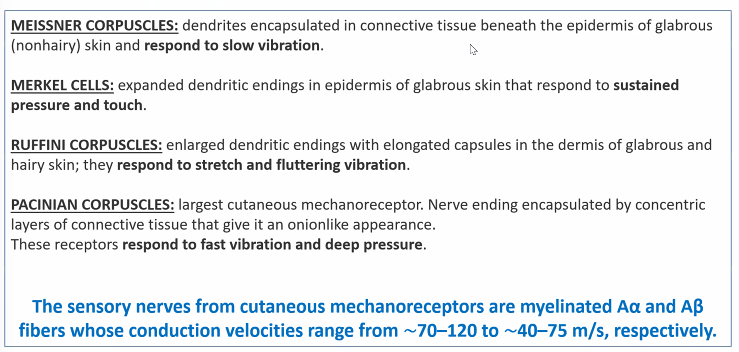 MEISSNER CORPUSCLES: dendrites encapsulated in connective tissue beneath the epidermis of glabrous
(nonhairy) skin and respond to slow vibration.
MERKEL CELLS: expanded dendritic endings in epidermis of glabrous skin that respond to sustained
pressure and touch.
RUFFINI CORPUSCLES: enlarged dendritic endings with elongated capsules in the dermis of glabrous and
hairy skin; they respond to stretch and fluttering vibration.
PACINIAN CORPUSCLES: largest cutaneous mechanoreceptor. Nerve ending encapsulated by concentric
layers of connective tissue that give it an onionlike appearance.
These receptors respond to fast vibration and deep pressure.
The sensory nerves from cutaneous mechanoreceptors are myelinated Aα and Aβ
fibers whose conduction velocities range from ∼70–120 to ∼40–75 m/s, respectively.